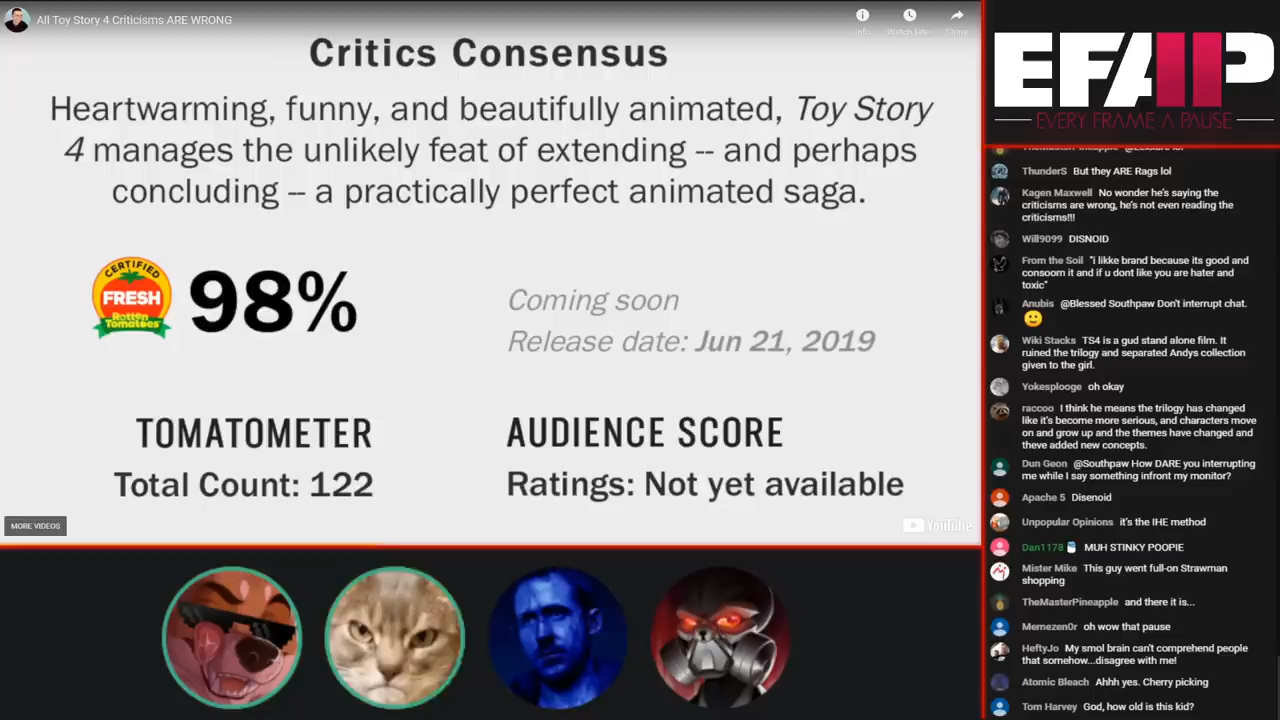 All Toy Story 4 Criticisms ARE WRONG
Info
Watch later
Share
Critics Consensus
Heartwarming, funny, and beautifully animated, Toy Story
4 manages the unlikely feat of extending -- and perhaps
concluding -- a practically perfect animated saga.
CERTIFIED
FRESH
Rotten
Tomatoes
98%
Coming soon
Release date: Jun 21, 2019
TOMATOMETER
Total Count: 122
AUDIENCE SCORE
Ratings: Not yet available
MORE VIDEOS
YouTube
EFAP
EVERY FRAME A PAUSE
ThunderS But they ARE Rags lol
Kagen Maxwell No wonder he's saying the
criticisms are wrong, he's not even reading the
criticisms!!!
Will9099 DISNOID
From the Soil "i likke brand because its good and
consoom it and if u dont like you are hater and
toxic"
Anubis @Blessed Southpaw Don't interrupt chat.
Wiki Stacks TS4 is a gud stand alone film. It
ruined the trilogy and separated Andys collection
given to the girl.
Yokesplooge oh okay
raccoo I think he means the trilogy has changed
like it's become more serious, and characters move
on and grow up and the themes have changed and
theve added new concepts.
Dun Geon @Southpaw How DARE you interrupting
me while I say something infront my monitor?
Apache 5 Disenoid
Unpopular Opinions it's the IHE method
Dan1178 MUH STINKY POOPIE
Mister Mike This guy went full-on Strawman
shopping
TheMasterPineapple and there it is...
Memezen0r oh wow that pause
HeftyJo My smol brain can't comprehend people
that somehow...disagree with me!
Atomic Bleach Ahhh yes. Cherry picking
Tom Harvey God, how old is this kid?